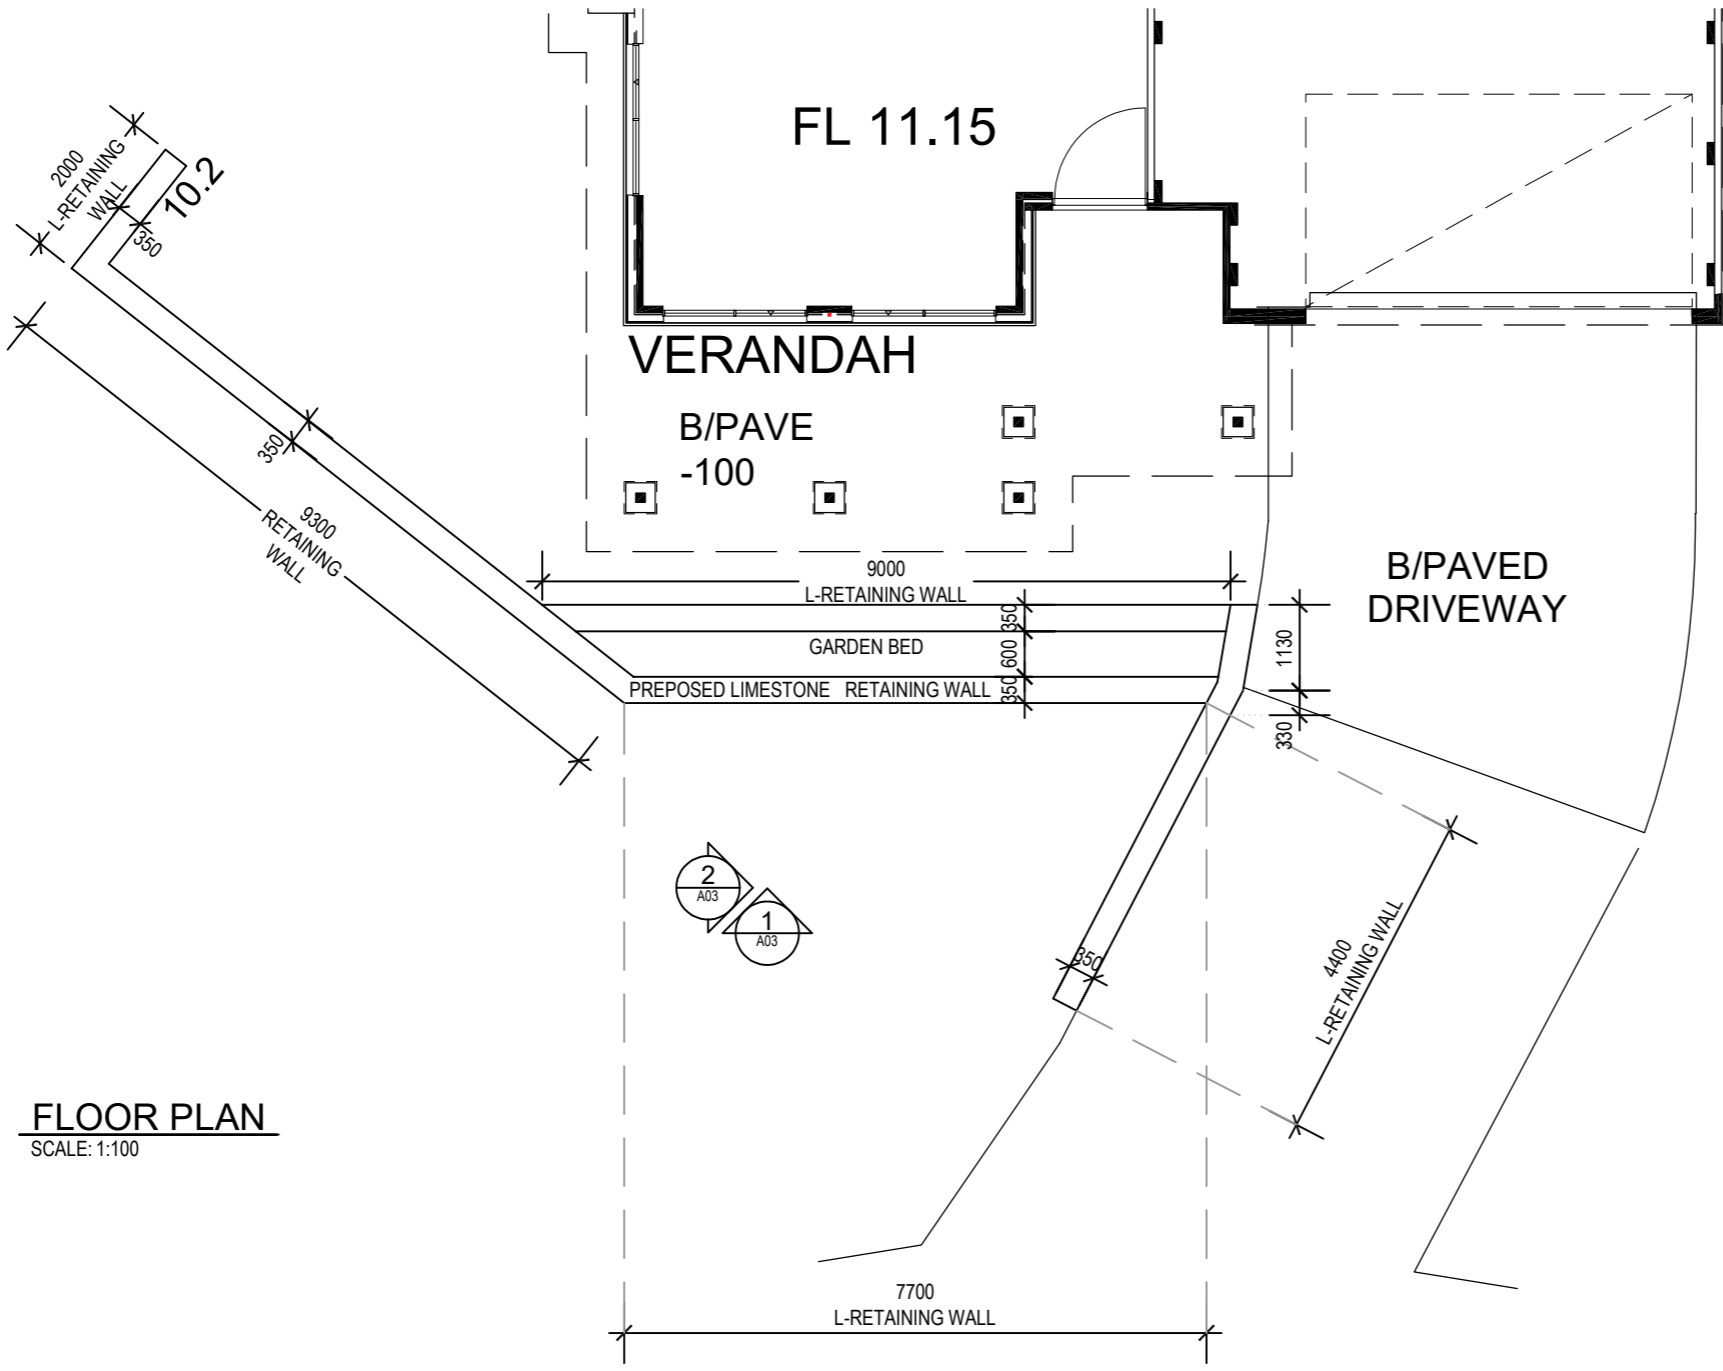 FL 11.15
2000
L-RETAINING
WALL
10.2
350
VERANDAH
B/PAVE
-100
350
9300
RETAINING
WALL
9000
L-RETAINING WALL
350
GARDEN BED
600
PREPOSED LIMESTONE RETAINING WALL
350
1130
330
B/PAVED
DRIVEWAY
2
A03
1
A03
350
4400
L-RETAINING WALL
FLOOR PLAN
SCALE: 1:100
7700
L-RETAINING WALL